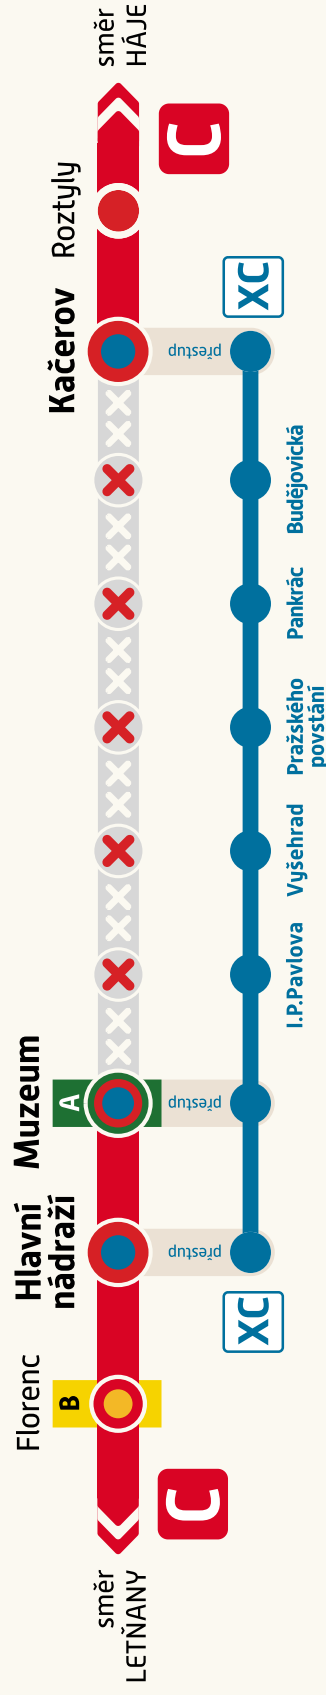 směr
HÁJE
C
Roztyly
Kačerov
XC
přestup
Budějovická
Pankrác
Pražského
povstání
Vyšehrad
I.P.Pavlova
Muzeum
A
přestup
Hlavní
nádraží
přestup
XC
Florenc
B
C
směr
LETŇANY